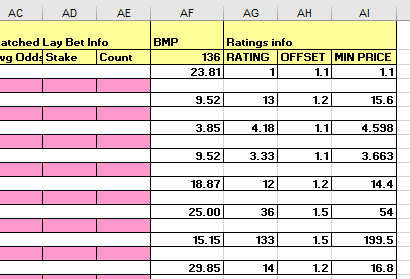 AC AD AE AF AG AH AI
atched Lay Bet Info BMP Ratings info
vg Odds Stake Count 136 RATING OFFSET MIN PRICE
23.81 1 1.1 1.1
9.52 13 1.2 15.6
3.85 4.18 1.1 4.598
9.52 3.33 1.1 3.663
18.87 12 1.2 14.4
25.00 36 1.5 54
15.15 133 1.5 199.5
29.85 14 1.2 16.8